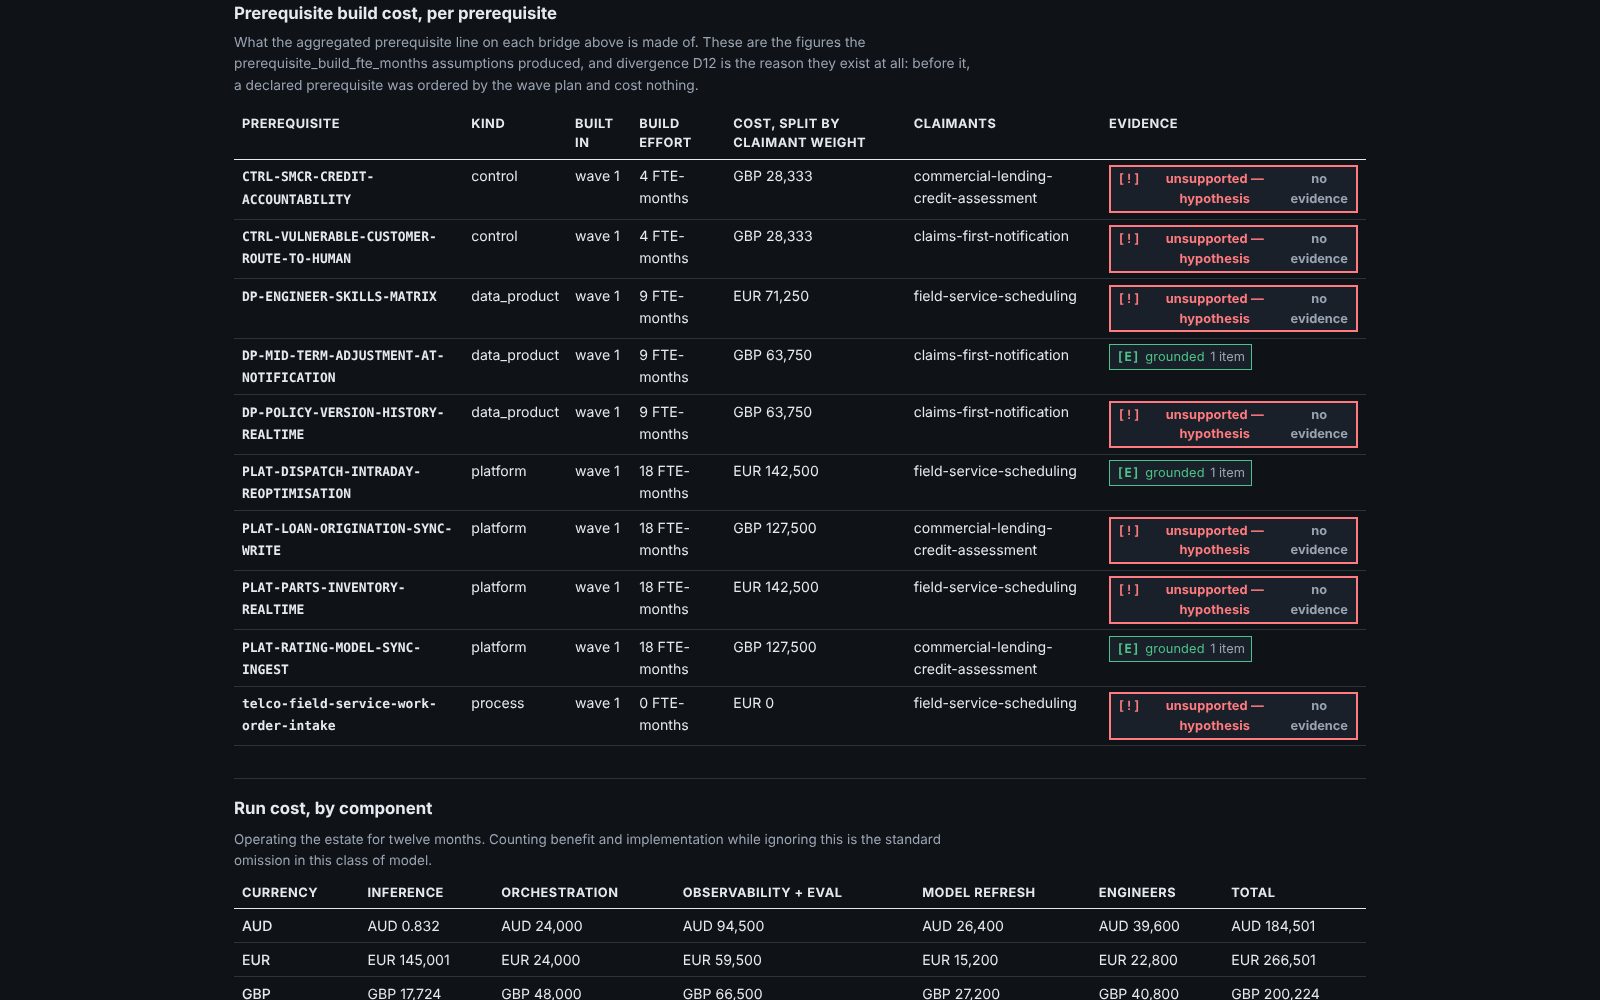 Prerequisite build cost, per prerequisite
What the aggregated prerequisite line on each bridge above is made of. These are the figures the
prerequisite_build_fte_months assumptions produced, and divergence D12 is the reason they exist at all: before it,
a declared prerequisite was ordered by the wave plan and cost nothing.
PREREQUISITE KIND BUILT IN BUILD EFFORT COST, SPLIT BY CLAIMANT WEIGHT CLAIMANTS EVIDENCE
CTRL-SMCR-CREDIT- control wave 1 4 FTE- GBP 28,333 commercial-lending- [!] unsupported — no
ACCOUNTABILITY months credit-assessment hypothesis evidence
CTRL-VULNERABLE-CUSTOMER- control wave 1 4 FTE- GBP 28,333 claims-first-notification [!] unsupported — no
ROUTE-TO-HUMAN months hypothesis evidence
DP-ENGINEER-SKILLS-MATRIX data_product wave 1 9 FTE- EUR 71,250 field-service-scheduling [!] unsupported — no
months hypothesis evidence
DP-MID-TERM-ADJUSTMENT-AT- data_product wave 1 9 FTE- GBP 63,750 claims-first-notification [E] grounded 1 item
NOTIFICATION months
DP-POLICY-VERSION-HISTORY- data_product wave 1 9 FTE- GBP 63,750 claims-first-notification [!] unsupported — no
REALTIME months hypothesis evidence
PLAT-DISPATCH-INTRADAY- platform wave 1 18 FTE- EUR 142,500 field-service-scheduling [E] grounded 1 item
REOPTIMISATION months
PLAT-LOAN-ORIGINATION-SYNC- platform wave 1 18 FTE- GBP 127,500 commercial-lending- [!] unsupported — no
WRITE months credit-assessment hypothesis evidence
PLAT-PARTS-INVENTORY- platform wave 1 18 FTE- EUR 142,500 field-service-scheduling [!] unsupported — no
REALTIME months hypothesis evidence
PLAT-RATING-MODEL-SYNC- platform wave 1 18 FTE- GBP 127,500 commercial-lending- [E] grounded 1 item
INGEST months credit-assessment
telco-field-service-work- process wave 1 0 FTE- EUR 0 field-service-scheduling [!] unsupported — no
order-intake months hypothesis evidence
Run cost, by component
Operating the estate for twelve months. Counting benefit and implementation while ignoring this is the standard
omission in this class of model.
CURRENCY INFERENCE ORCHESTRATION OBSERVABILITY + EVAL MODEL REFRESH ENGINEERS TOTAL
AUD AUD 0.832 AUD 24,000 AUD 94,500 AUD 26,400 AUD 39,600 AUD 184,501
EUR EUR 145,001 EUR 24,000 EUR 59,500 EUR 15,200 EUR 22,800 EUR 266,501
GBP GBP 17,724 GBP 48,000 GBP 66,500 GBP 27,200 GBP 40,800 GBP 200,224